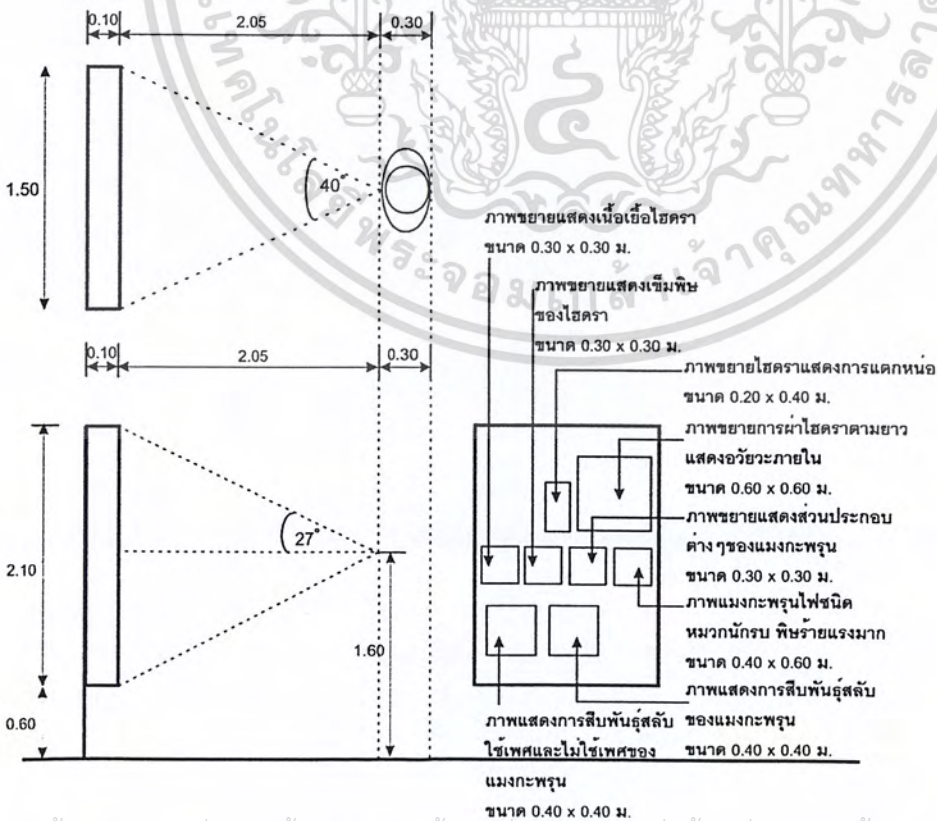 0.10
2.05
0.30
1.50
40°
ภาพขยายแสดงเนื้อเยื่อไฮดรา
ขนาด 0.30 x 0.30 ม.
ภาพขยายแสดงเข็มพิษ
ของไฮดรา
ขนาด 0.30 x 0.30 ม.
0.10
2.05
0.30
ภาพขยายไฮดราแสดงการแตกหน่อ
ขนาด 0.20 x 0.40 ม.
ภาพขยายการผ่าไฮดราตามยาว
แสดงอวัยวะภายใน
ขนาด 0.60 x 0.60 ม.
ภาพขยายแสดงส่วนประกอบ
ต่างๆของแมงกะพรุน
ขนาด 0.30 x 0.30 ม.
ภาพแมงกะพรุนไฟชนิด
หมวกนักรบ พิษร้ายแรงมาก
ขนาด 0.40 x 0.60 ม.
ภาพแสดงการสืบพันธุ์สลับ
ของแมงกะพรุน
ขนาด 0.40 x 0.40 ม.
27°
2.10
1.60
0.60
ภาพแสดงการสืบพันธุ์สลับ
ใช้เพศและไม่ใช้เพศของ
แมงกะพรุน
ขนาด 0.40 x 0.40 ม.